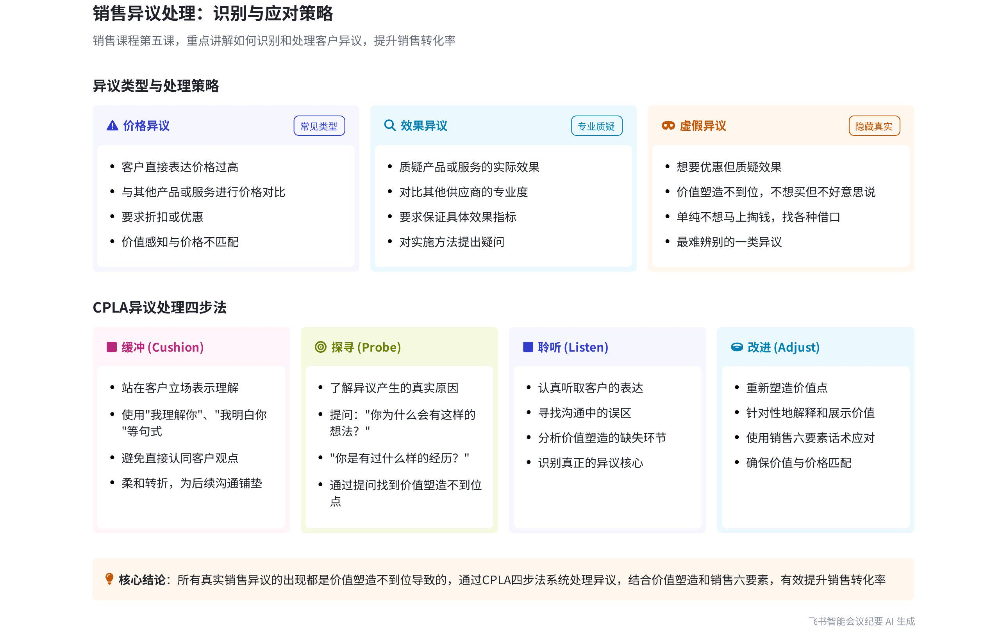 销售异议处理：识别与应对策略
销售课程第五课，重点讲解如何识别和处理客户异议，提升销售转化率
异议类型与处理策略
价格异议
常见类型
客户直接表达价格过高
与其他产品或服务进行价格对比
要求折扣或优惠
价值感知与价格不匹配
效果异议
专业质疑
质疑产品或服务的实际效果
对比其他供应商的专业度
要求保证具体效果指标
对实施方法提出疑问
虚假异议
隐藏真实
想要优惠但质疑效果
价值塑造不到位，不想买但不好意思说
单纯不想马上掏钱，找各种借口
最难辨别的一类异议
CPLA异议处理四步法
缓冲 (Cushion)
站在客户立场表示理解
使用"我理解你"、"我明白你
"等句式
避免直接认同客户观点
柔和转折，为后续沟通铺垫
探寻 (Probe)
了解异议产生的真实原因
提问："你为什么会有这样的
想法？"
"你是有过什么样的经历？"
通过提问找到价值塑造不到位
点
聆听 (Listen)
认真听取客户的表达
寻找沟通中的误区
分析价值塑造的缺失环节
识别真正的异议核心
改进 (Adjust)
重新塑造价值点
针对性地解释和展示价值
使用销售六要素话术应对
确保价值与价格匹配
核心结论：所有真实销售异议的出现都是价值塑造不到位导致的，通过CPLA四步法系统处理异议，结合价值塑造和销售六要素，有效提升销售转化率
飞书智能会议纪要 AI 生成